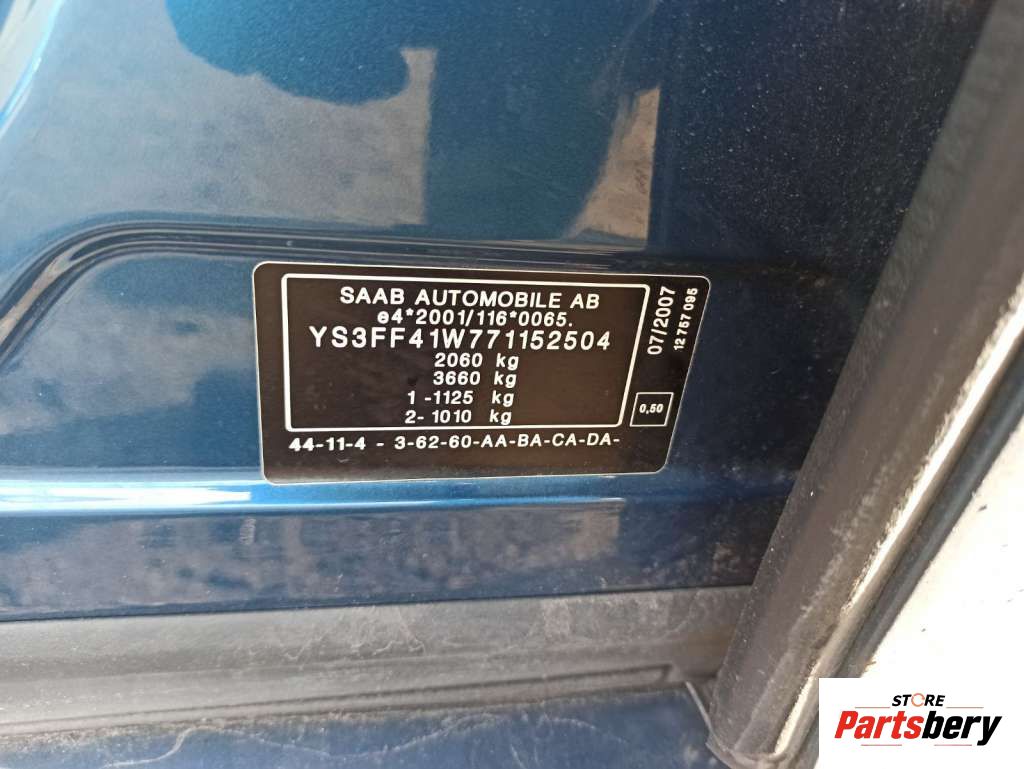 SAAB AUTOMOBILE AB
e4*2001/116*0065.
YS3FF41W771152504
2060 kg
3660 kg
1 -1125 kg
2- 1010 kg
44-11-4 - 3-62-60-AA-BA-CA-DA-
07/2007
12 757 095
0,50
STORE
Partsbery